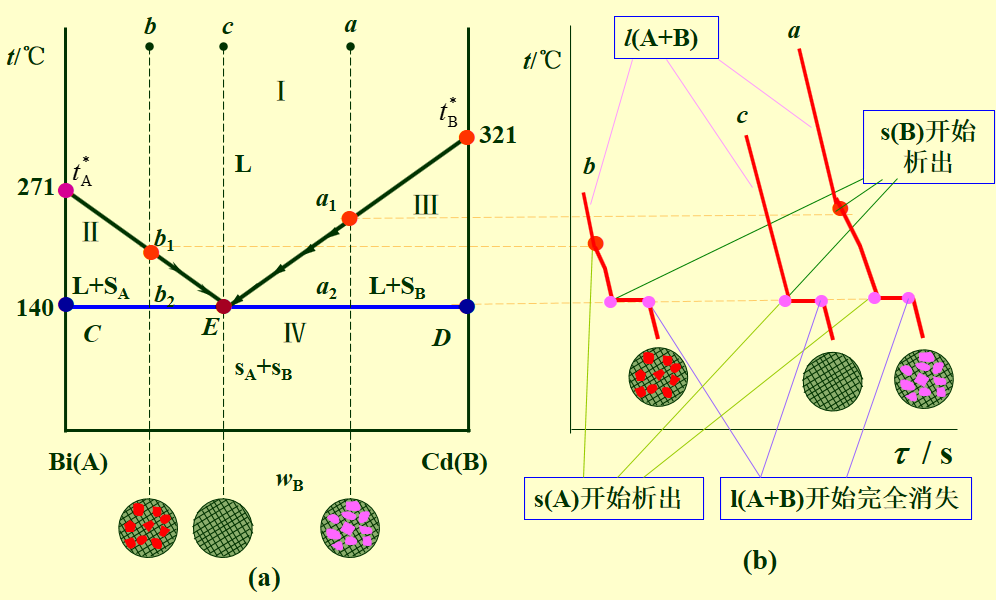 b
c
a
t/℃
Ⅰ
t*B
321
L
t*A
271
a1
Ⅲ
Ⅱ
b1
L+SA
b2
a2
L+SB
140
C
E
Ⅳ
D
sA+sB
Bi(A)
wB
Cd(B)
(a)
l(A+B)
a
t/℃
c
s(B)开始
析出
b
τ / s
s(A)开始析出
l(A+B)开始完全消失
(b)